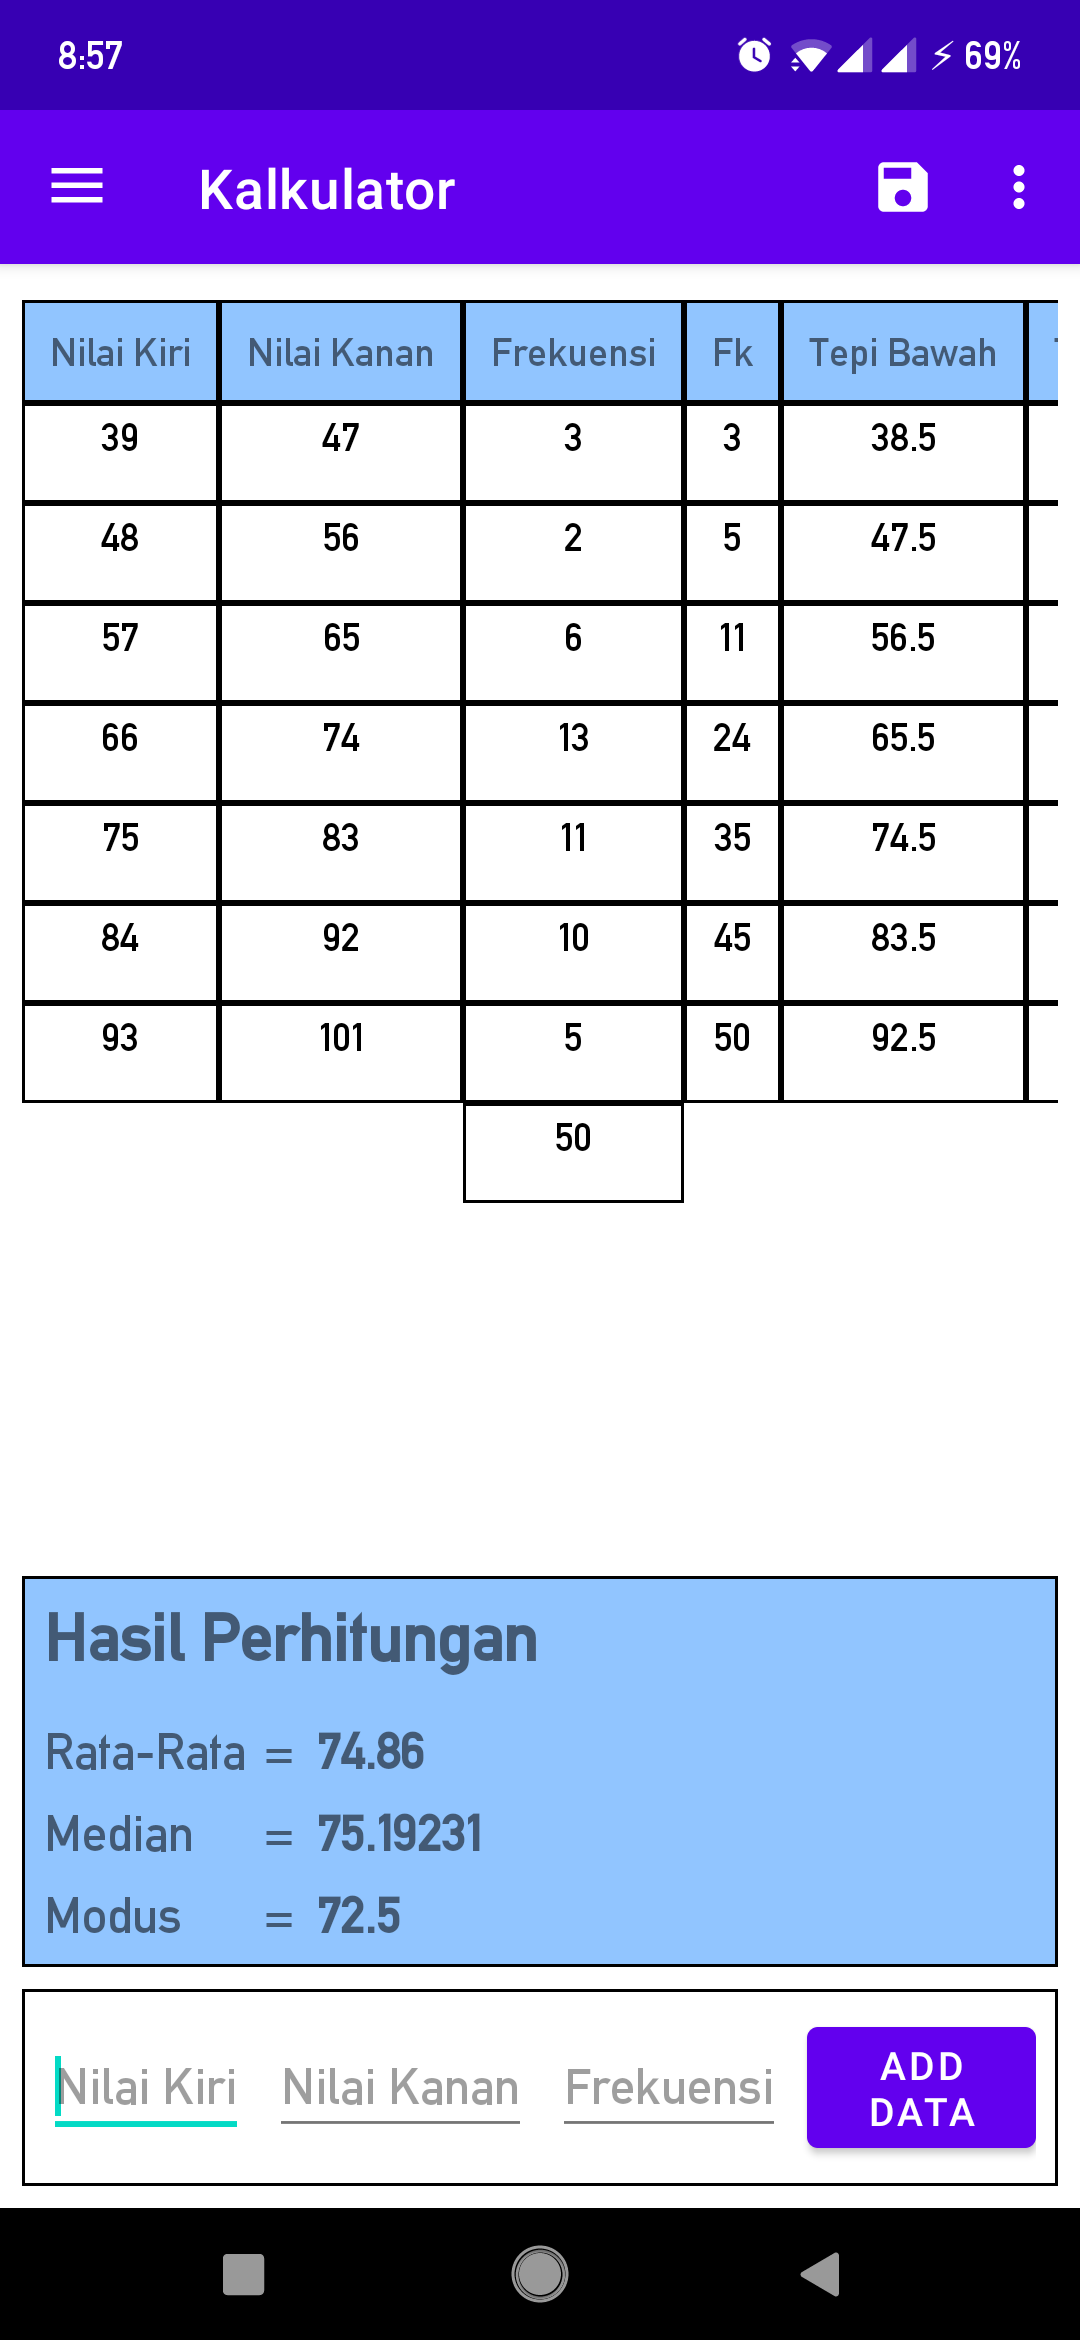 8:57 69%
Kalkulator
Nilai Kiri Nilai Kanan Frekuensi Fk Tepi Bawah
39 47 3 3 38.5
48 56 2 5 47.5
57 65 6 11 56.5
66 74 13 24 65.5
75 83 11 35 74.5
84 92 10 45 83.5
93 101 5 50 92.5
50
Hasil Perhitungan
Rata-Rata = 74.86
Median = 75.19231
Modus = 72.5
Nilai Kiri Nilai Kanan Frekuensi ADD
DATA